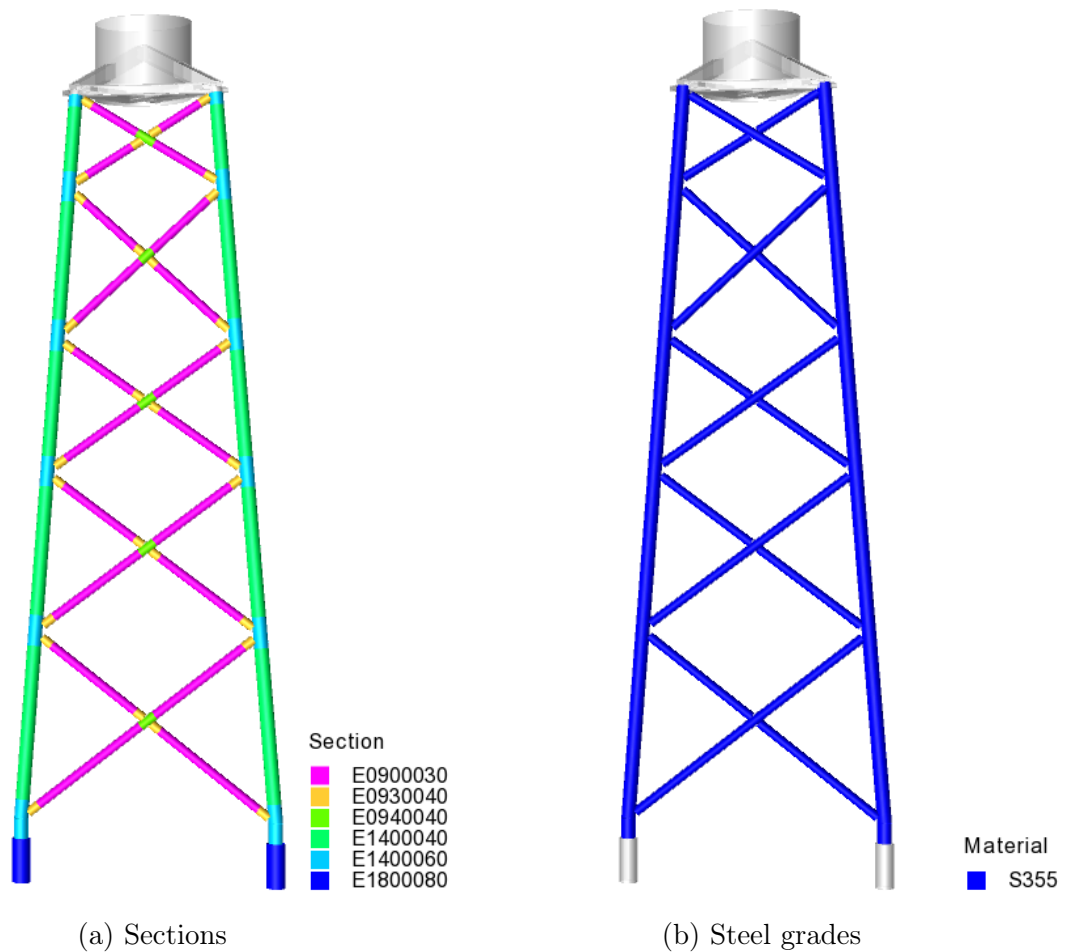 Section
E0900030
E0930040
E0940040
E1400040
E1400060
E1800080
Material
S355
(a) Sections
(b) Steel grades